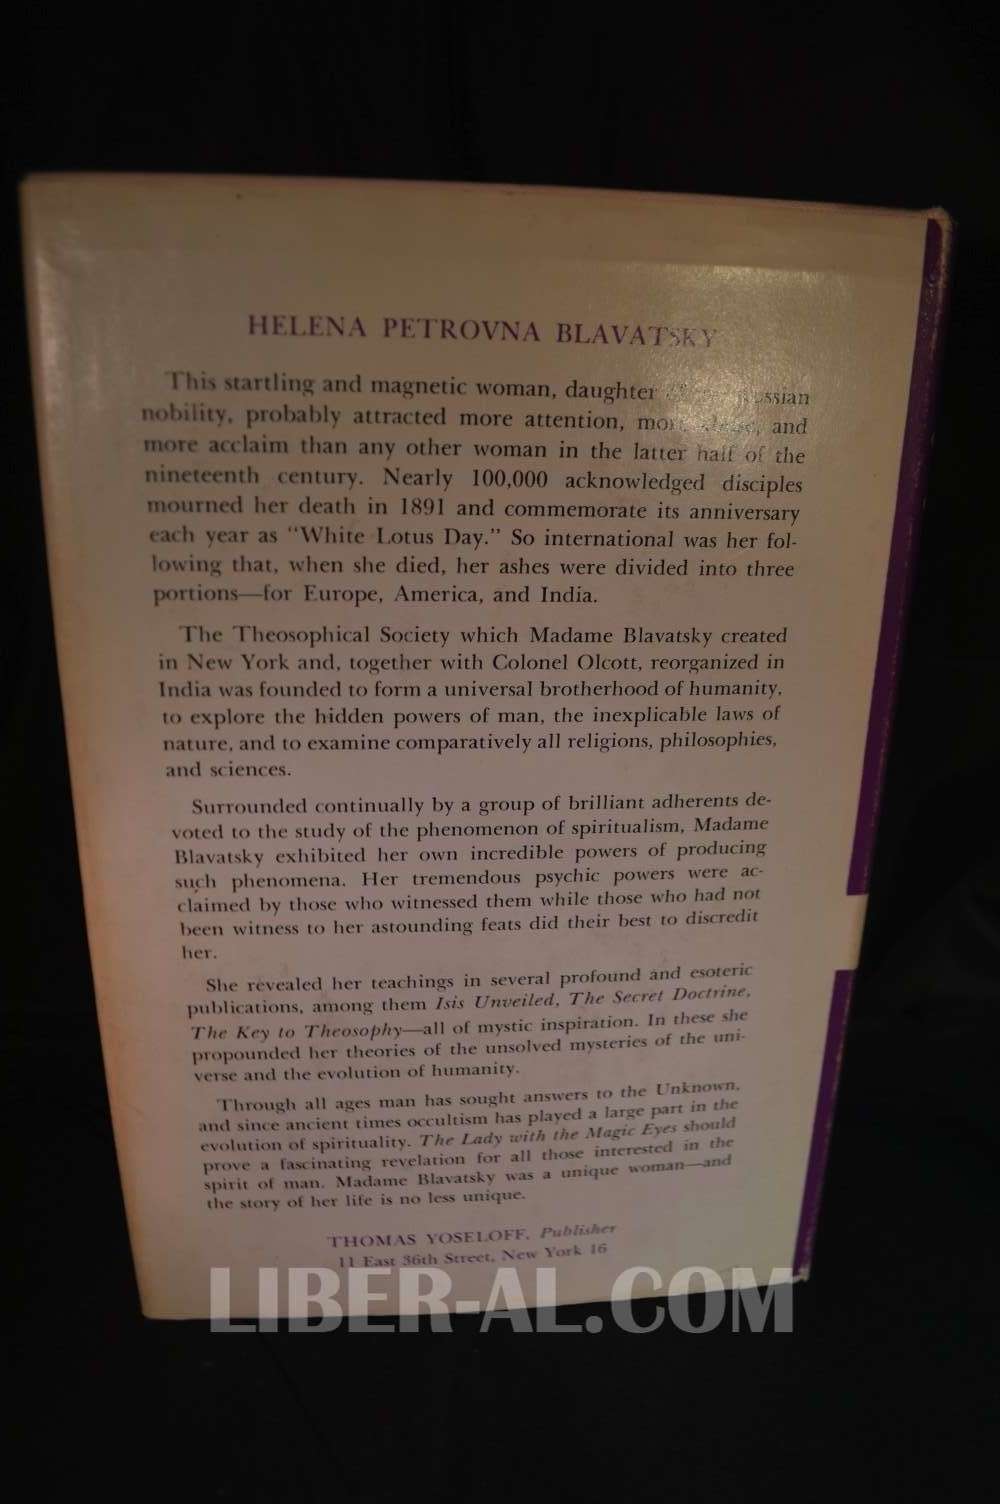 HELENA PETROVNA BLAVATSKY
This startling and magnetic woman, daughter
nobility, probably attracted more attention, and
more acclaim than any other woman in the latter half of the
nineteenth century. Nearly 100,000 acknowledged disciples
mourned her death in 1891 and commemorate its anniversary
each year as "White Lotus Day." So international was her fol-
lowing that, when she died, her ashes were divided into three
portions—for Europe, America, and India.
The Theosophical Society which Madame Blavatsky created
in New York and, together with Colonel Olcott, reorganized in
India was founded to form a universal brotherhood of humanity,
to explore the hidden powers of man, the inexplicable laws of
nature, and to examine comparatively all religions, philosophies,
and sciences.
Surrounded continually by a group of brilliant adherents de-
voted to the study of the phenomenon of spiritualism, Madame
Blavatsky exhibited her own incredible powers of producing
such phenomena. Her tremendous psychic powers were ac-
claimed by those who witnessed them while those who had not
been witness to her astounding feats did their best to discredit
her.
She revealed her teachings in several profound and esoteric
publications, among them Isis Unveiled, The Secret Doctrine,
The Key to Theosophy—all of mystic inspiration. In these she
propounded her theories of the unsolved mysteries of the uni-
verse and the evolution of humanity.
Through all ages man has sought answers to the Unknown,
and since ancient times occultism has played a large part in the
evolution of spirituality. The Lady with the Magic Eyes should
prove a fascinating revelation for all those interested in the
spirit of man. Madame Blavatsky was a unique woman—and
the story of her life is no less unique.
THOMAS YOSELOFF, Publisher
11 East 36th Street, New York 16
LIBER-AL.COM